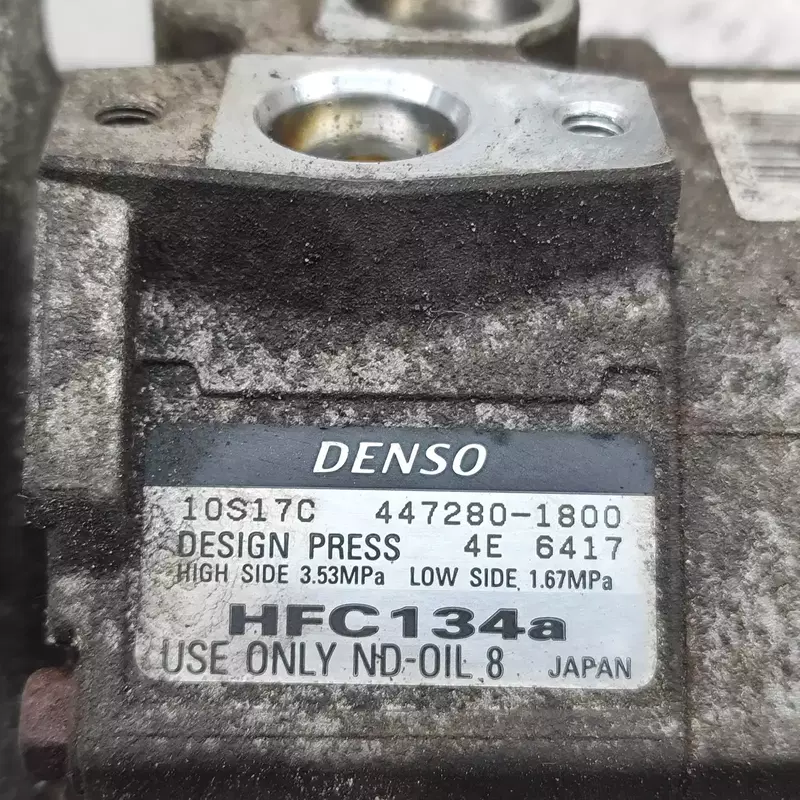 DENSO
10S17C 447280-1800
DESIGN PRESS 4E 6417
HIGH SIDE 3.53MPa LOW SIDE 1.67MPa
HFC134a
USE ONLY ND-OIL 8 JAPAN